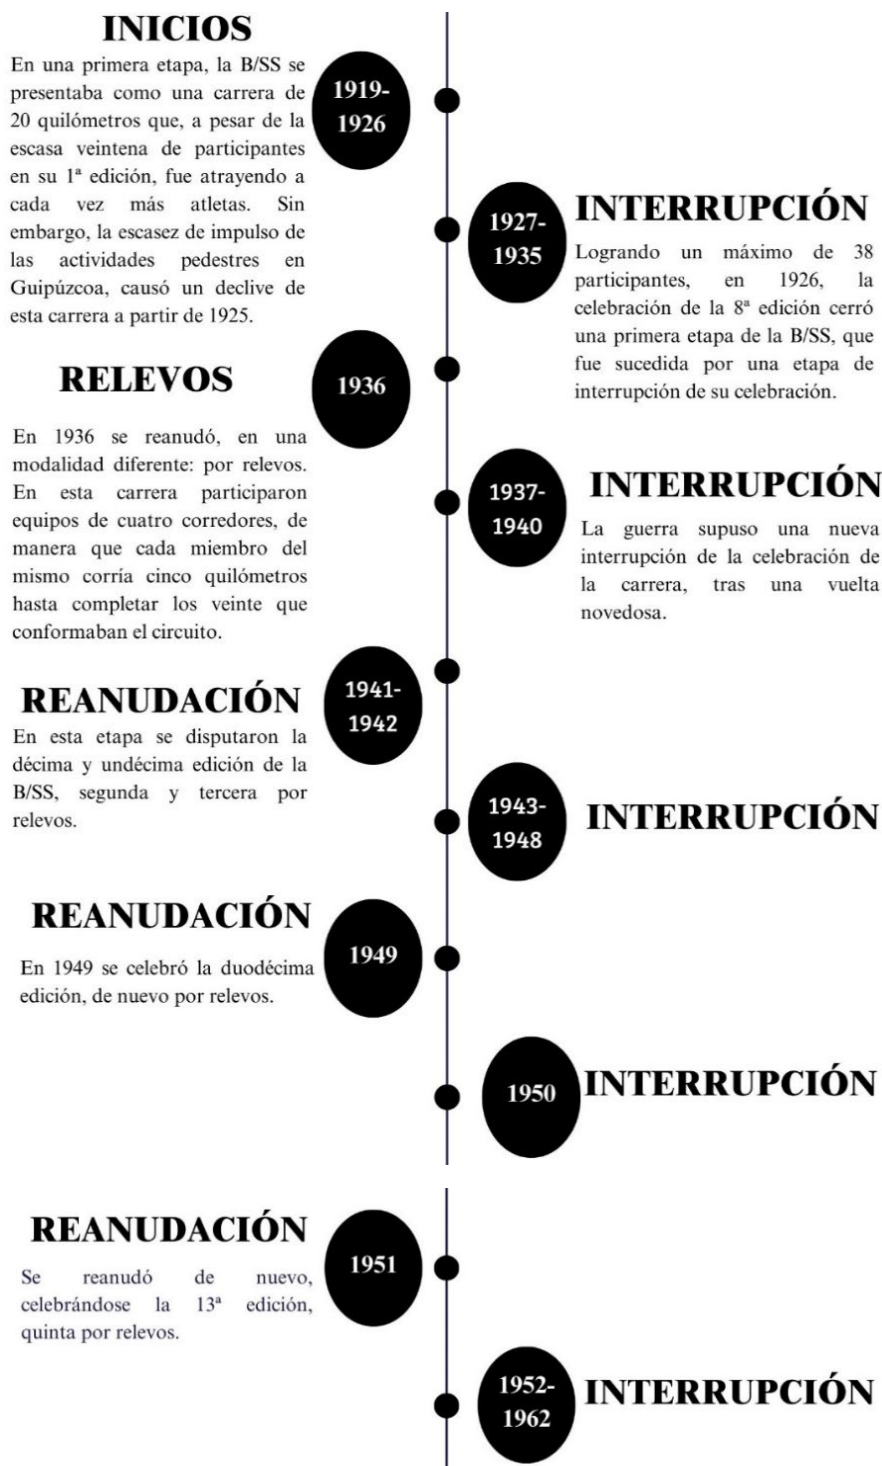 INICIOS
En una primera etapa, la B/SS se
presentaba como una carrera de
20 quilómetros que, a pesar de la
escasa veintena de participantes
en su 1ª edición, fue atrayendo a
cada vez más atletas. Sin
embargo, la escasez de impulso de
las actividades pedestres en
Guipúzcoa, causó un declive de
esta carrera a partir de 1925.
1919-
1926
1927-
1935
INTERRUPCIÓN
Logrando un máximo de 38
participantes, en 1926, la
celebración de la 8ª edición cerró
una primera etapa de la B/SS, que
fue sucedida por una etapa de
interrupción de su celebración.
RELEVOS
1936
En 1936 se reanudó, en una
modalidad diferente: por relevos.
En esta carrera participaron
equipos de cuatro corredores, de
manera que cada miembro del
mismo corría cinco quilómetros
hasta completar los veinte que
conformaban el circuito.
1937-
1940
INTERRUPCIÓN
La guerra supuso una nueva
interrupción de la celebración de
la carrera, tras una vuelta
novedosa.
REANUDACIÓN
1941-
1942
En esta etapa se disputaron la
décima y undécima edición de la
B/SS, segunda y tercera por
relevos.
1943-
1948
INTERRUPCIÓN
REANUDACIÓN
1949
En 1949 se celebró la duodécima
edición, de nuevo por relevos.
1950
INTERRUPCIÓN
REANUDACIÓN
1951
Se reanudó de nuevo,
celebrándose la 13ª edición,
quinta por relevos.
1952-
1962
INTERRUPCIÓN